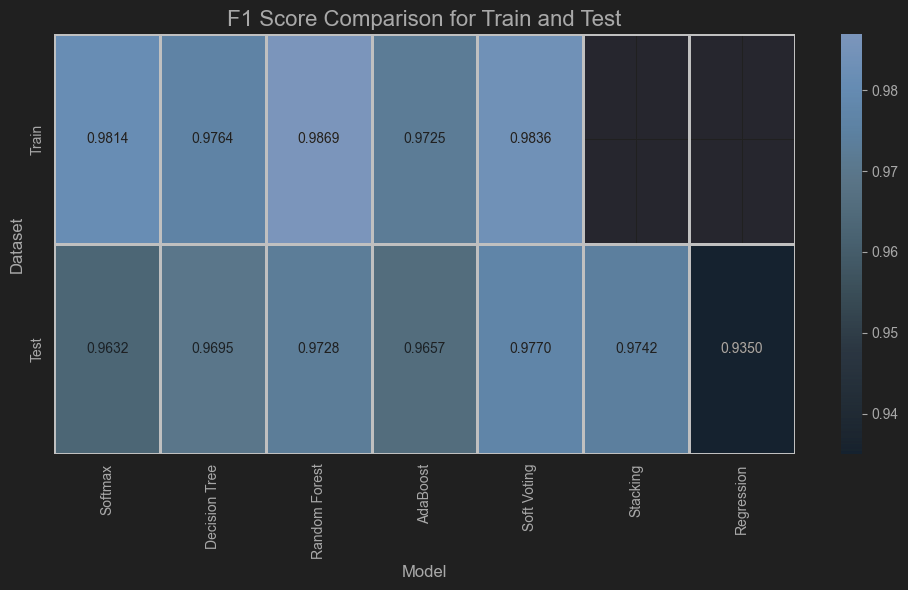 F1 Score Comparison for Train and Test
Dataset
Train
0.9814 0.9764 0.9869 0.9725 0.9836
Test
0.9632 0.9695 0.9728 0.9657 0.9770 0.9742 0.9350
Softmax
Decision Tree
Random Forest
AdaBoost
Soft Voting
Stacking
Regression
Model
0.98
0.97
0.96
0.95
0.94